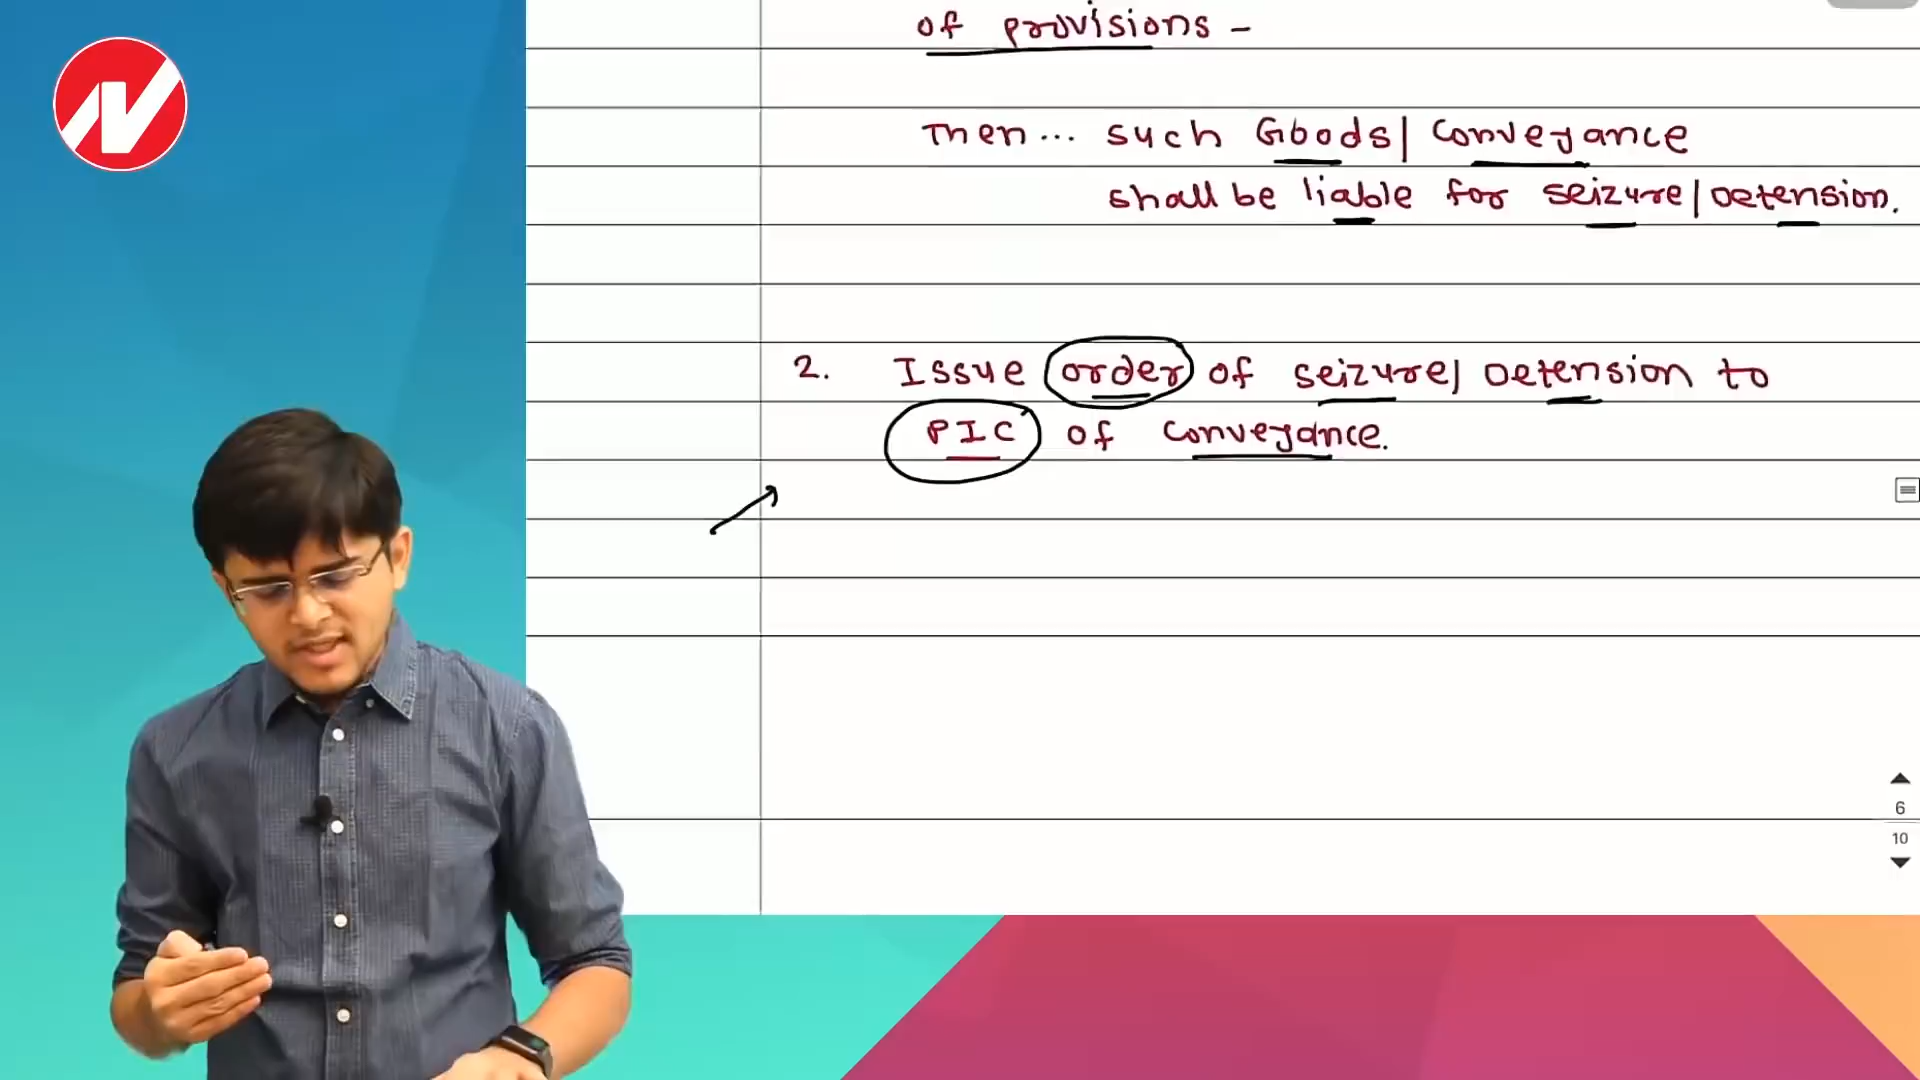 of provisions -
Then... such Goods/ Conveyance
shall be liable for seizure/Detension.
2. Issue order of seizure/ Detension to
PIC of conveyance.
6
10